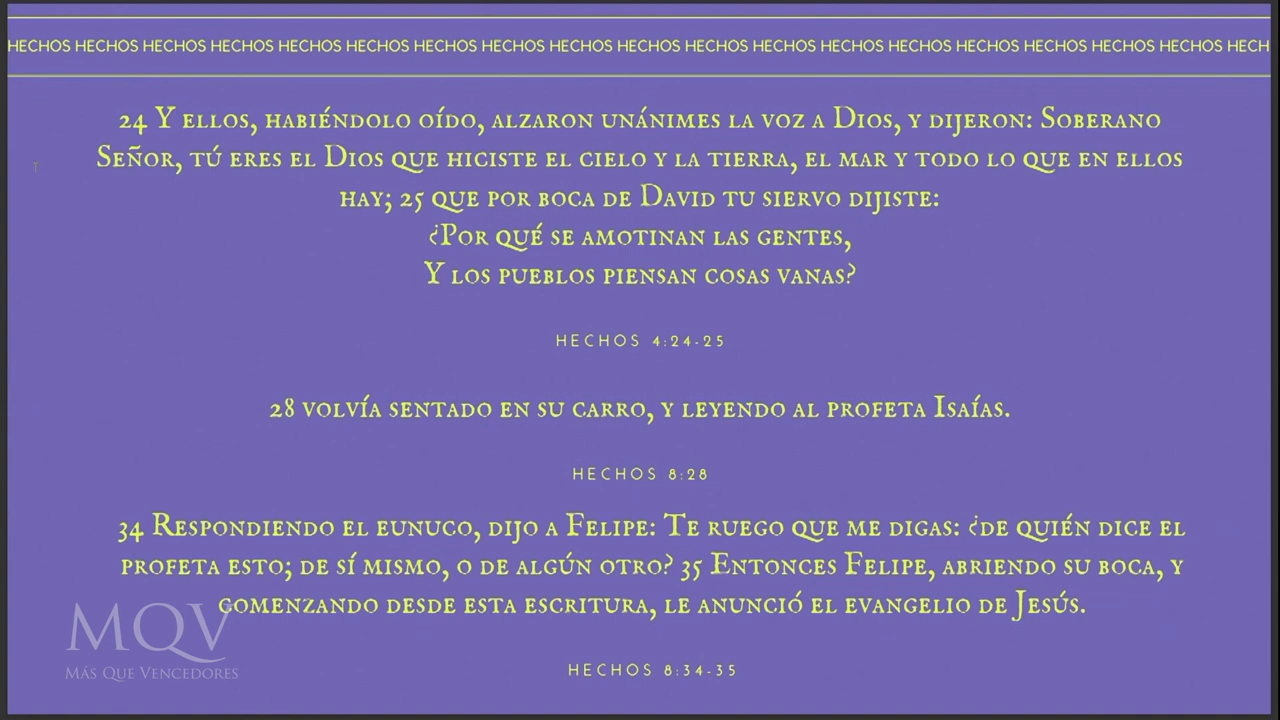 HECHOS HECHOS HECHOS HECHOS HECHOS HECHOS HECHOS HECHOS HECHOS HECHOS HECHOS HECHOS HECHOS HECHOS HECHOS HECHOS HECHOS HECHOS HECH
24 Y ellos, habiéndolo oído, alzaron unánimes la voz a Dios, y dijeron: Soberano
Señor, tú eres el Dios que hiciste el cielo y la tierra, el mar y todo lo que en ellos
hay; 25 que por boca de David tu siervo dijiste:
¿Por qué se amotinan las gentes,
Y los pueblos piensan cosas vanas?
HECHOS 4:24-25
28 volvía sentado en su carro, y leyendo al profeta Isaías.
HECHOS 8:28
34 Respondiendo el eunuco, dijo a Felipe: Te ruego que me digas: ¿de quién dice el
profeta esto; de sí mismo, o de algún otro? 35 Entonces Felipe, abriendo su boca, y
comenzando desde esta escritura, le anunció el evangelio de Jesús.
MQV
Más Que Vencedores
HECHOS 8:34-35